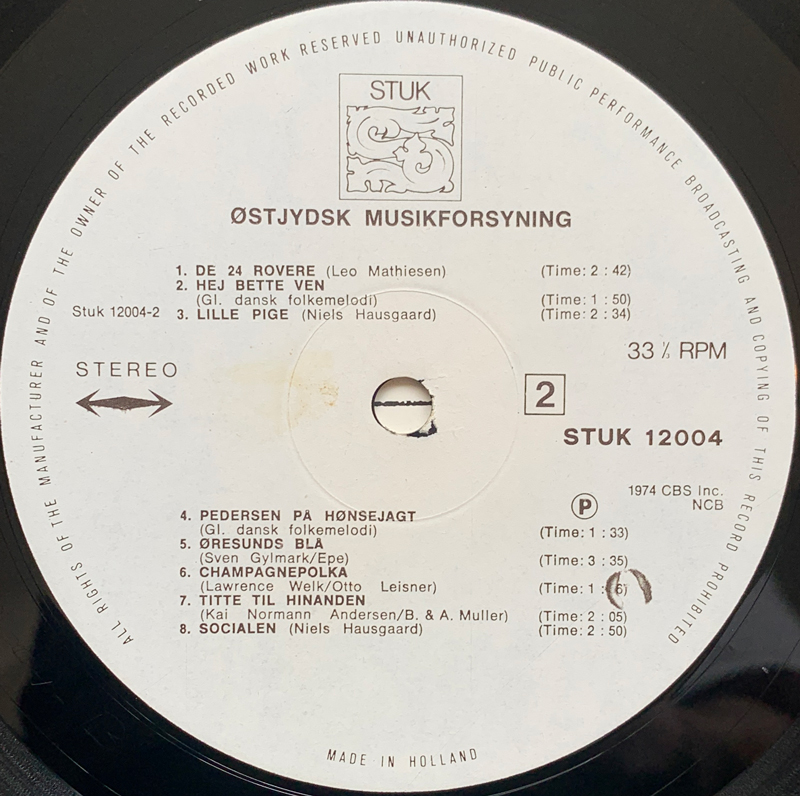 ALL RIGHTS OF THE MANUFACTURER AND OF THE OWNER OF THE RECORDED WORK RESERVED UNAUTHORIZED PUBLIC PERFORMANCE BROADCASTING AND COPYING OF THIS RECORD PROHIBITED
STUK
ØSTJYDSK MUSIKFORSYNING
1. DE 24 ROVERE (Leo Mathiesen) (Time: 2 : 42)
2. HEJ BETTE VEN
(Gl. dansk folkemelodi) (Time: 1 : 50)
Stuk 12004-2
3. LILLE PIGE (Niels Hausgaard) (Time: 2 : 34)
33 ⅓ RPM
STEREO
2
STUK 12004
Ⓟ 1974 CBS Inc.
NCB
4. PEDERSEN PÅ HØNSEJAGT
(Gl. dansk folkemelodi) (Time: 1 : 33)
5. ØRESUNDS BLÅ
(Sven Gylmark/Epe) (Time: 3 : 35)
6. CHAMPAGNEPOLKA
(Lawrence Welk/Otto Leisner) (Time: 1 :
7. TITTE TIL HINANDEN
(Kai Normann Andersen/B. & A. Muller) (Time: 2 : 05)
8. SOCIALEN (Niels Hausgaard) (Time: 2 : 50)
MADE IN HOLLAND